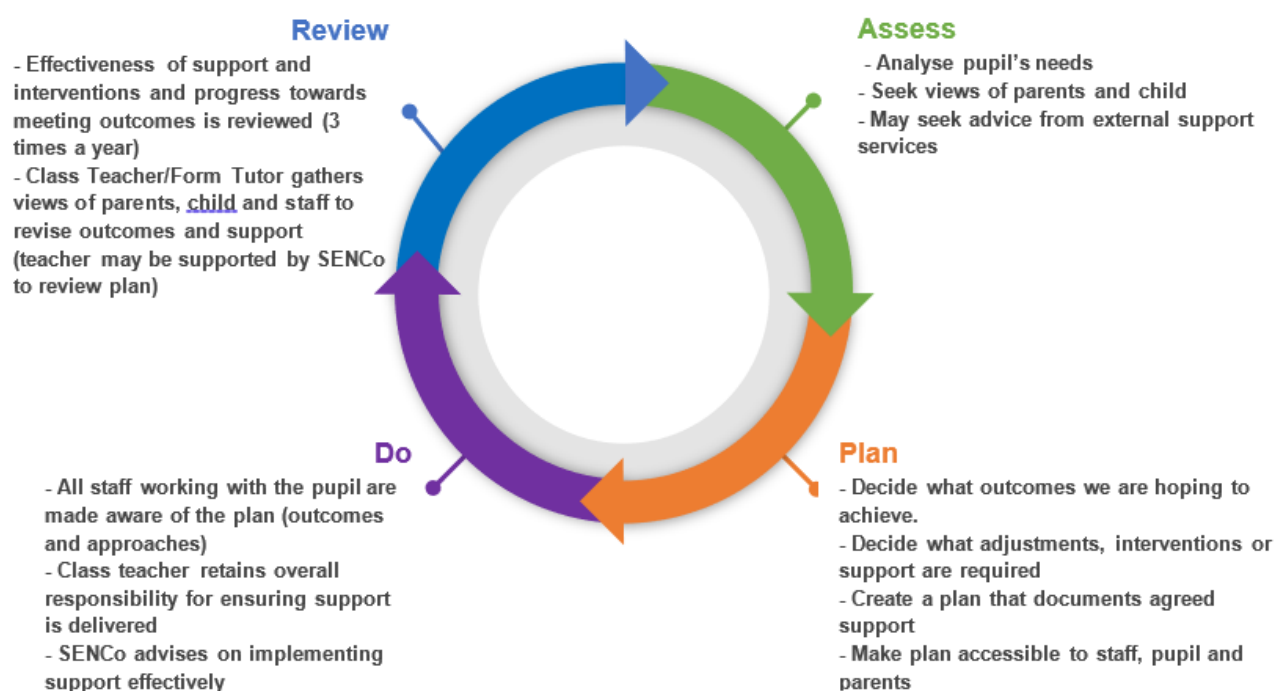 Review
- Effectiveness of support and
interventions and progress towards
meeting outcomes is reviewed (3
times a year)
- Class Teacher/Form Tutor gathers
views of parents, child and staff to
revise outcomes and support
(teacher may be supported by SENCo
to review plan)
Assess
- Analyse pupil's needs
- Seek views of parents and child
- May seek advice from external support
services
Do
- All staff working with the pupil are
made aware of the plan (outcomes
and approaches)
- Class teacher retains overall
responsibility for ensuring support
is delivered
- SENCo advises on implementing
support effectively
Plan
- Decide what outcomes we are hoping to
achieve.
- Decide what adjustments, interventions or
support are required
- Create a plan that documents agreed
support
- Make plan accessible to staff, pupil and
parents